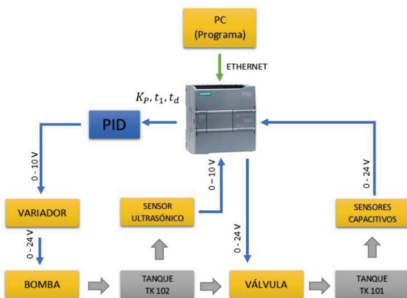 PC
(Programa)
ETHERNET
K_P, t_1, t_d
PID
0 -10 V
0 - 10 V
0 - 24 V
0 - 24 V
VARIADOR
SENSOR
ULTRASÓNICO
SENSORES
CAPACITIVOS
0 - 24 V
BOMBA
TANQUE
TK 102
VÁLVULA
TANQUE
TK 101